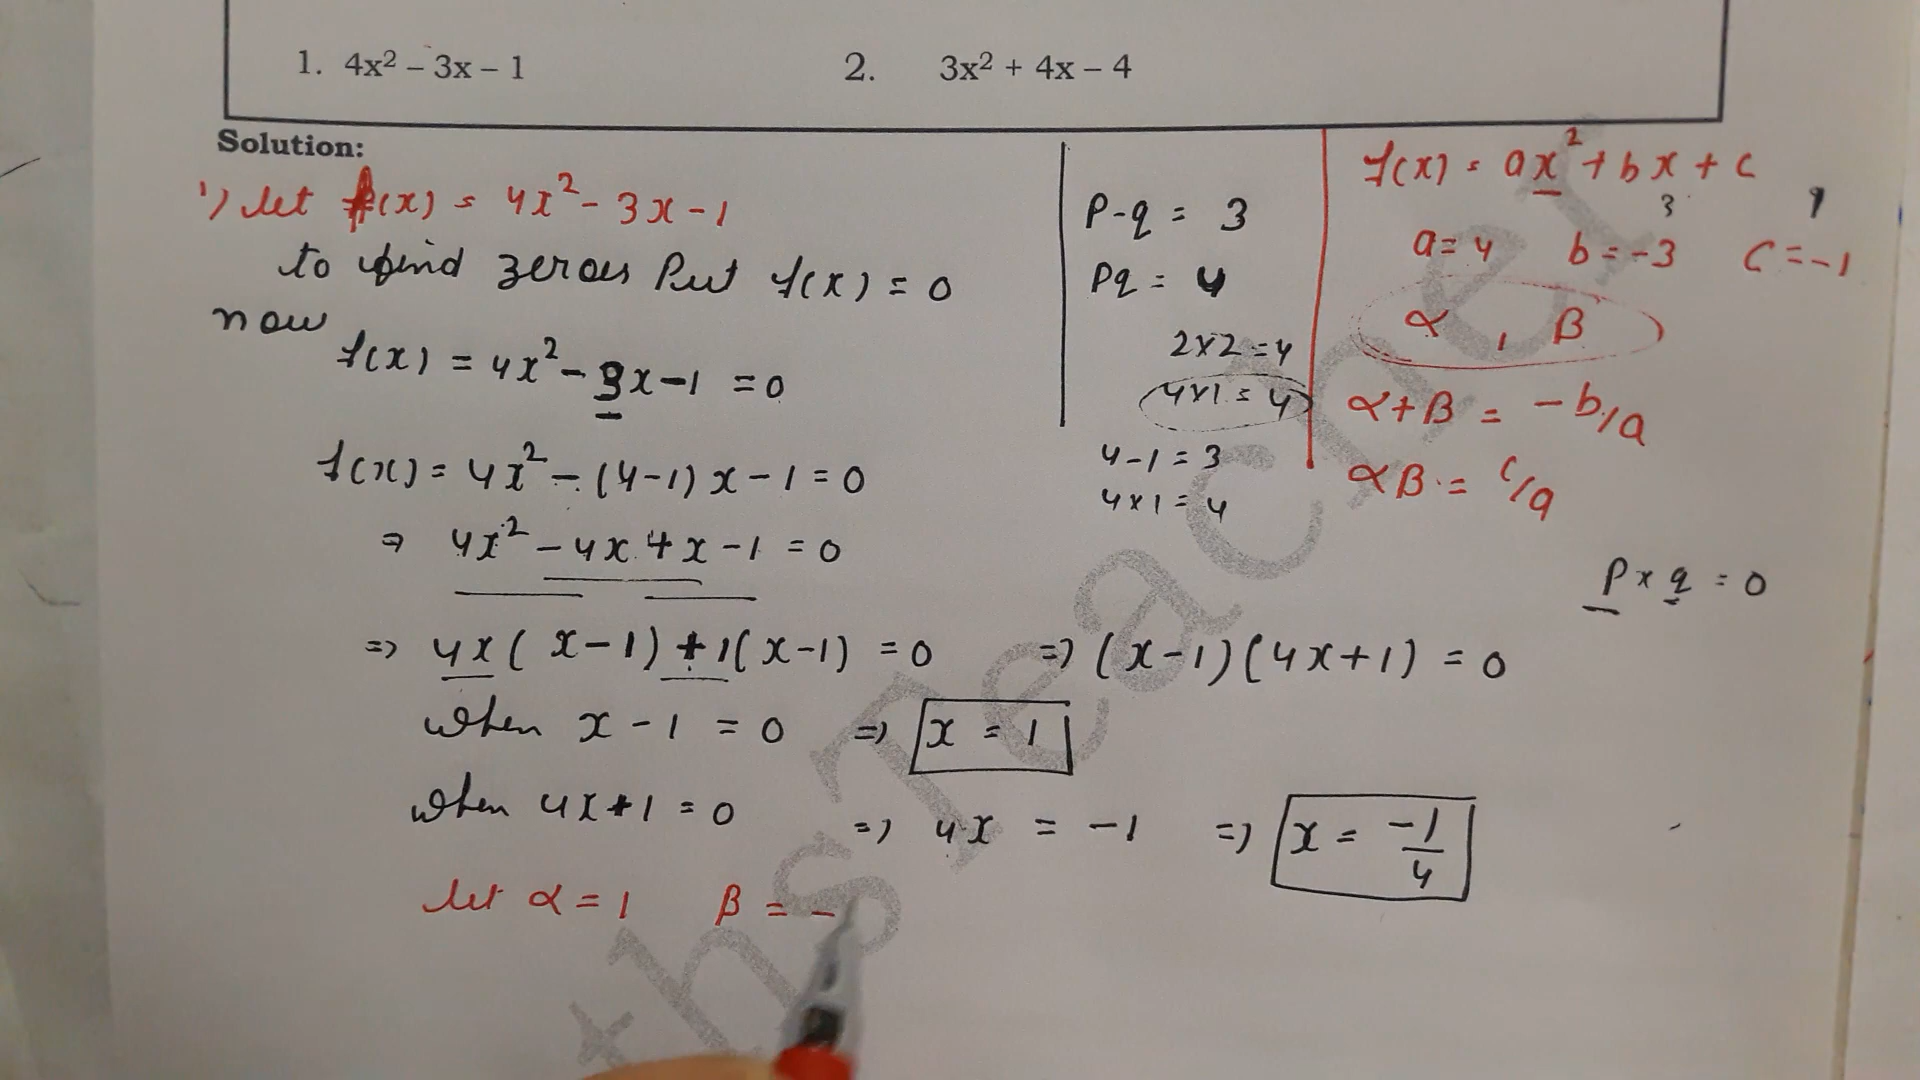 1. 4x² – 3x – 1 2. 3x² + 4x – 4
Solution:
1) let f(x) = 4x² - 3x - 1
to find zeroes Put f(x) = 0
now
f(x) = 4x² - 3x - 1 = 0
f(x) = 4x² - (4-1) x - 1 = 0
⇒ 4x² - 4x + x - 1 = 0
⇒ 4x ( x - 1) + 1( x - 1) = 0 ⇒ (x - 1)(4x + 1) = 0
when x - 1 = 0 ⇒ x = 1
when 4x + 1 = 0 ⇒ 4x = -1 ⇒ x = -1/4
let α = 1 β = -
P - q = 3
Pq = 4
2 x 2 = 4
4 x 1 = 4
4 - 1 = 3
4 x 1 = 4
f(x) = ax² + bx + c
3
a = 4 b = -3 c = -1
α , β
α + β = -b/a
αβ = c/a
P x q = 0
hsTeacher